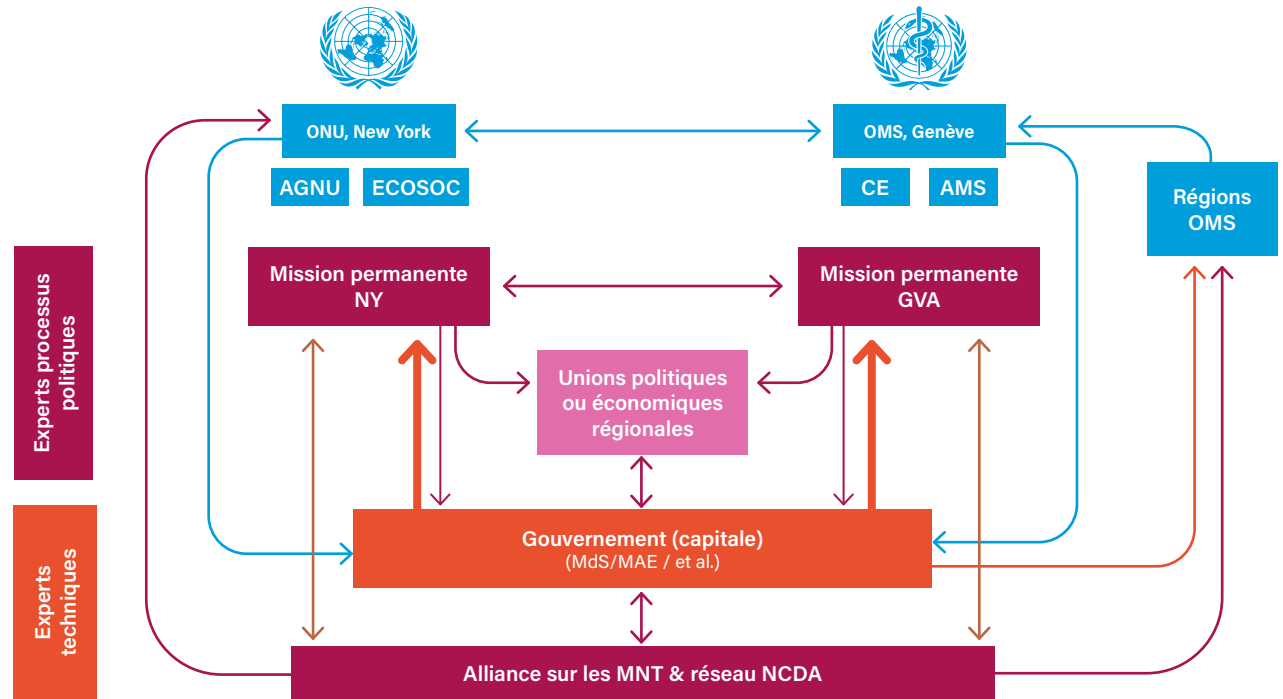 ONU, New York
OMS, Genève
AGNU
ECOSOC
CE
AMS
Régions
OMS
Experts processus
politiques
Mission permanente
NY
Mission permanente
GVA
Unions politiques
ou économiques
régionales
Experts
techniques
Gouvernement (capitale)
(MdS/MAE / et al.)
Alliance sur les MNT & réseau NCDA